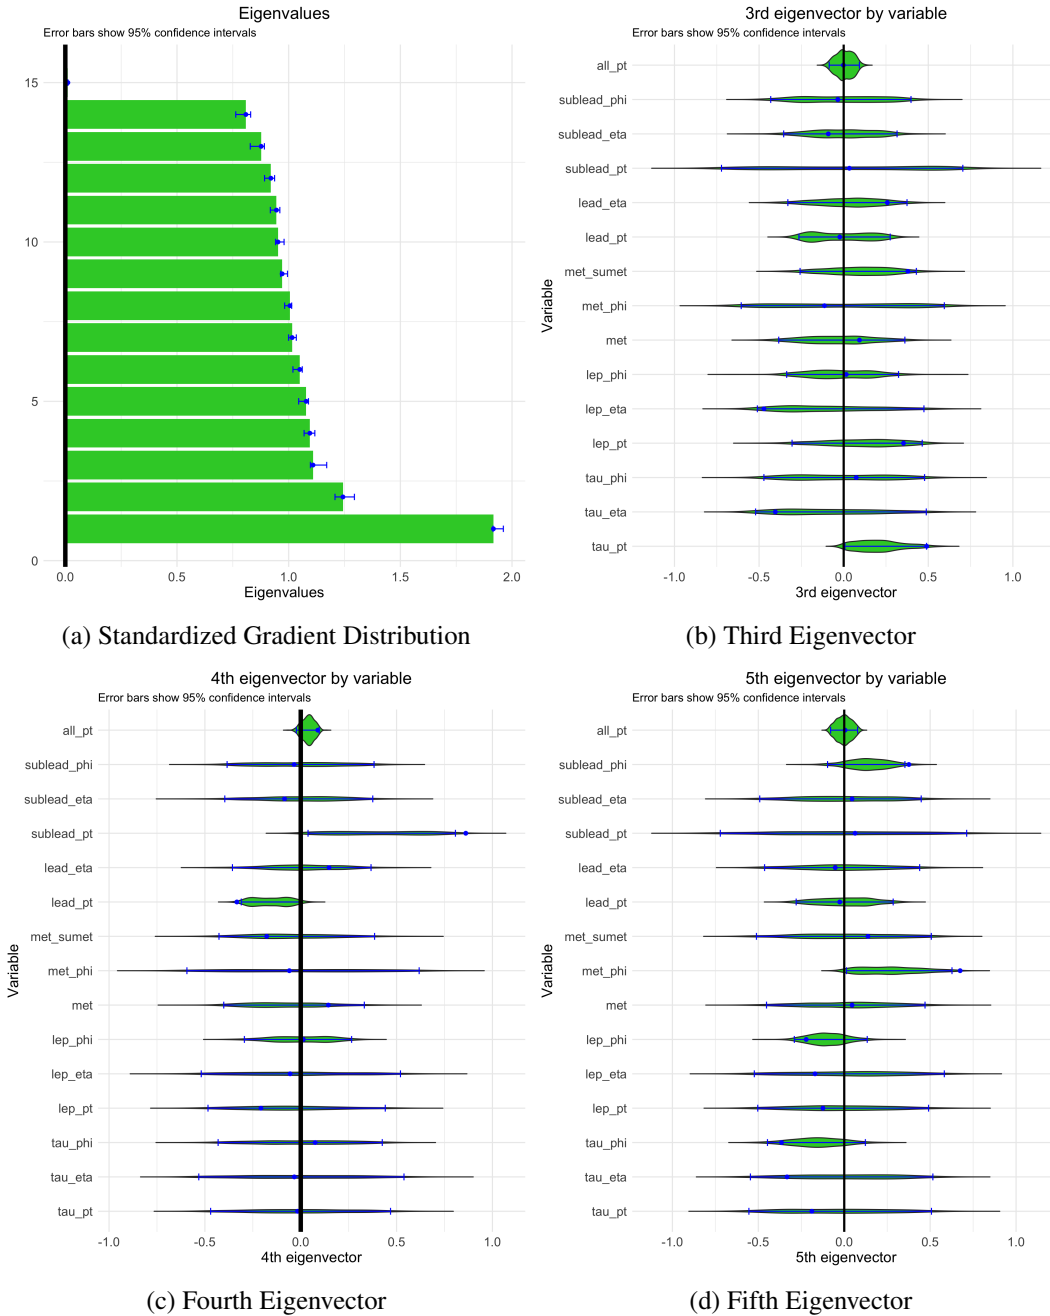 Eigenvalues
Error bars show 95% confidence intervals
15
10
5
0
0.0 0.5 1.0 1.5 2.0
Eigenvalues
(a) Standardized Gradient Distribution
3rd eigenvector by variable
Error bars show 95% confidence intervals
Variable
all_pt
sublead_phi
sublead_eta
sublead_pt
lead_eta
lead_pt
met_sumet
met_phi
met
lep_phi
lep_eta
lep_pt
tau_phi
tau_eta
tau_pt
-1.0 -0.5 0.0 0.5 1.0
3rd eigenvector
(b) Third Eigenvector
4th eigenvector by variable
Error bars show 95% confidence intervals
Variable
all_pt
sublead_phi
sublead_eta
sublead_pt
lead_eta
lead_pt
met_sumet
met_phi
met
lep_phi
lep_eta
lep_pt
tau_phi
tau_eta
tau_pt
-1.0 -0.5 0.0 0.5 1.0
4th eigenvector
(c) Fourth Eigenvector
5th eigenvector by variable
Error bars show 95% confidence intervals
Variable
all_pt
sublead_phi
sublead_eta
sublead_pt
lead_eta
lead_pt
met_sumet
met_phi
met
lep_phi
lep_eta
lep_pt
tau_phi
tau_eta
tau_pt
-1.0 -0.5 0.0 0.5 1.0
5th eigenvector
(d) Fifth Eigenvector